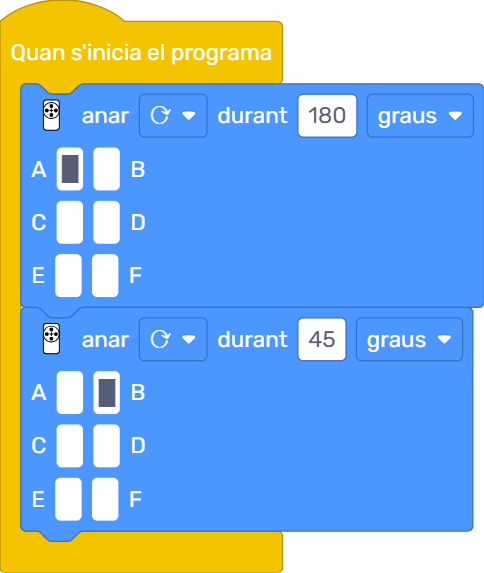 Quan s'inicia el programa
anar durant 180 graus
A B
C D
E F
anar durant 45 graus
A B
C D
E F